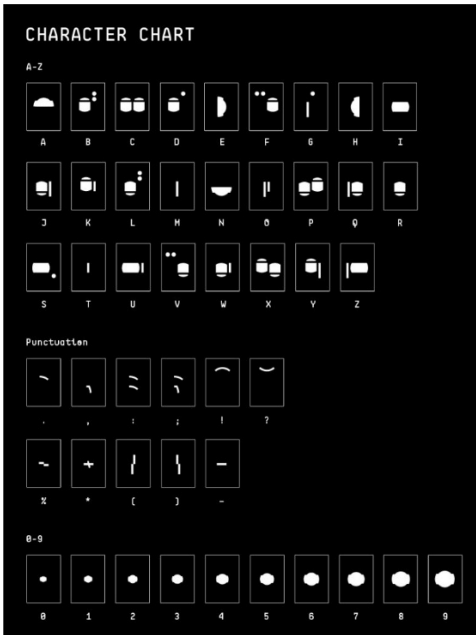 CHARACTER CHART
A-Z
A B C D E F G H I
J K L M N O P Q R
S T U V W X Y Z
Punctuation
. , : ; ! ?
% * ( ) -
0-9
0 1 2 3 4 5 6 7 8 9